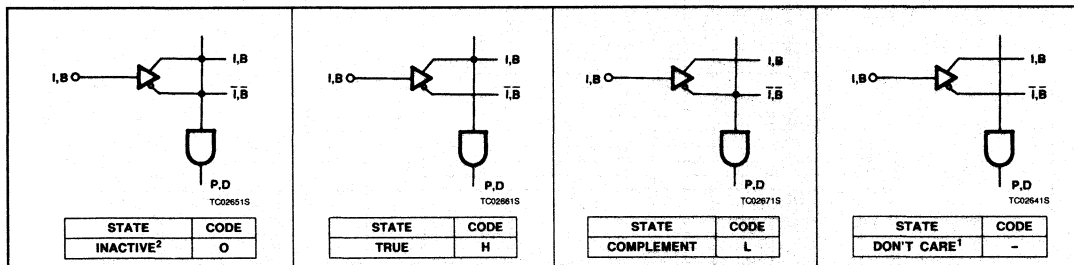 I,B
I,B
I̅,B̅
P,D
TC02651S
STATE CODE
INACTIVE² O
I,B
I,B
I̅,B̅
P,D
TC02661S
STATE CODE
TRUE H
I,B
I,B
I̅,B̅
P,D
TC02671S
STATE CODE
COMPLEMENT L
I,B
I,B
I̅,B̅
P,D
TC02641S
STATE CODE
DON'T CARE¹ –